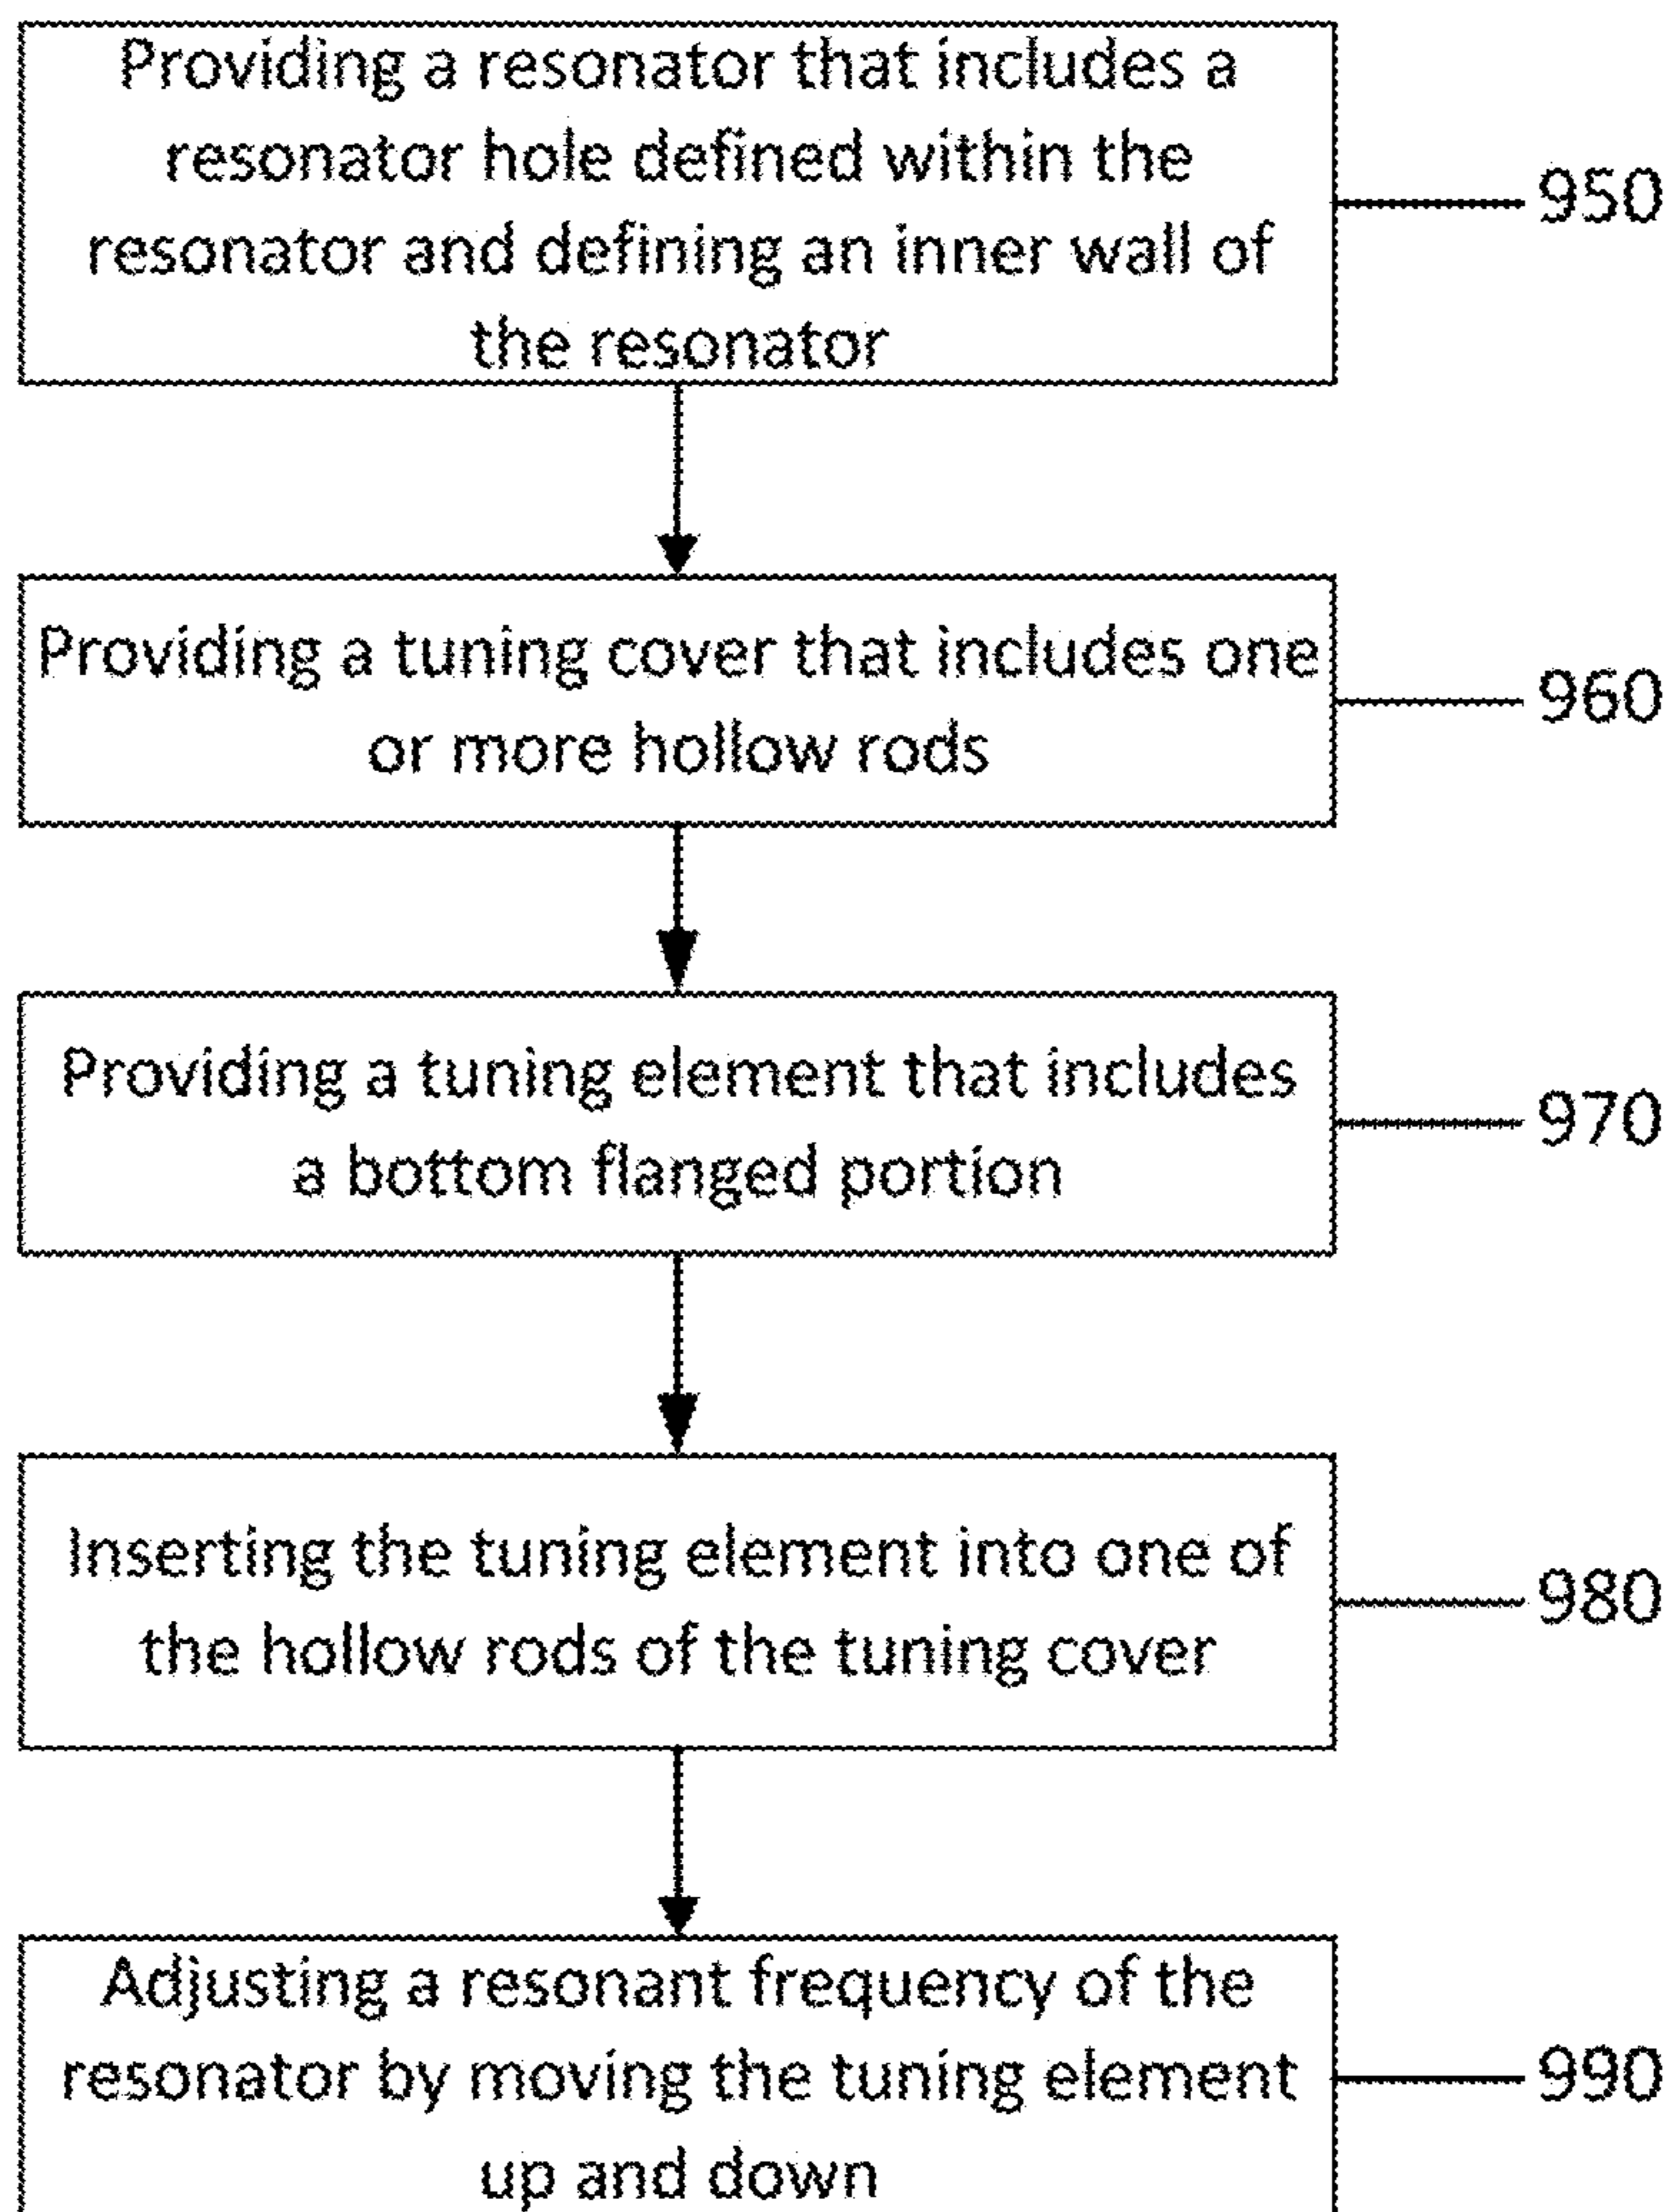 Providing a resonator that includes a
resonator hole defined within the
resonator and defining an inner wall of
the resonator
950
Providing a tuning cover that includes one
or more hollow rods
960
Providing a tuning element that includes
a bottom flanged portion
970
Inserting the tuning element into one of
the hollow rods of the tuning cover
980
Adjusting a resonant frequency of the
resonator by moving the tuning element
up and down
990